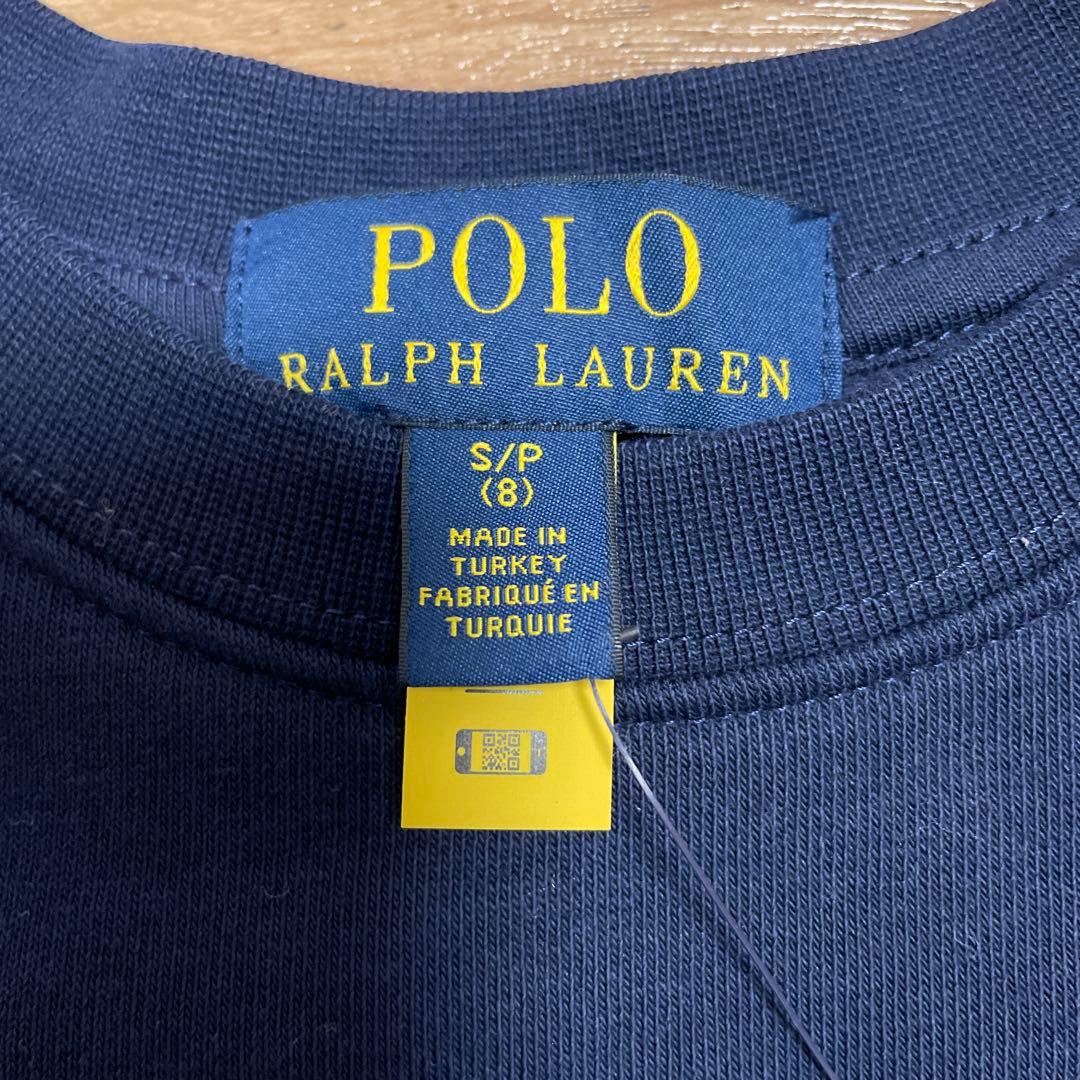 POLO
RALPH LAUREN
S/P
(8)
MADE IN
TURKEY
FABRIQUÉ EN
TURQUIE